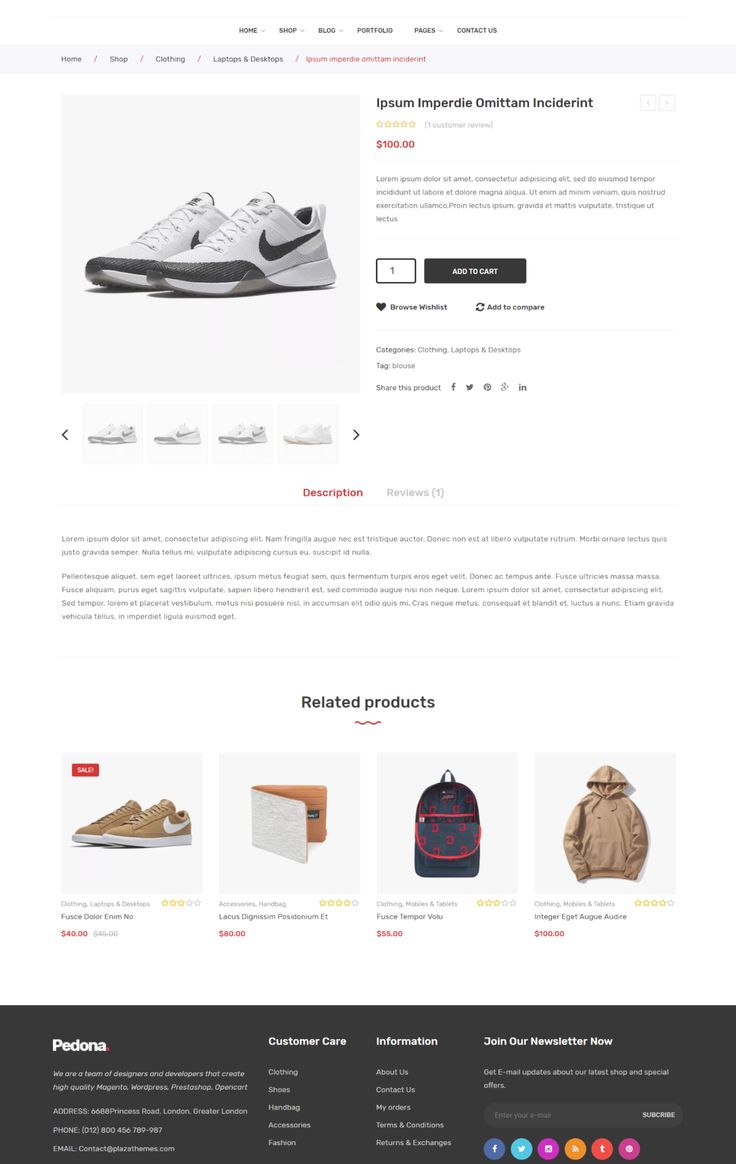 HOME SHOP BLOG PORTFOLIO PAGES CONTACT US
Home / Shop / Clothing / Laptops & Desktops / Ipsum imperdie omittam inciderint
Ipsum Imperdie Omittam Inciderint
(1 customer review)
$100.00
Lorem ipsum dolor sit amet, consectetur adipisicing elit, sed do eiusmod tempor
incididunt ut labore et dolore magna aliqua. Ut enim ad minim veniam, quis nostrud
exercitation ullamco.Proin lectus ipsum, gravida et mattis vulputate, tristique ut
lectus
1 ADD TO CART
Browse Wishlist Add to compare
Categories: Clothing, Laptops & Desktops
Tag: blouse
Share this product
Description Reviews (1)
Lorem ipsum dolor sit amet, consectetur adipiscing elit. Nam fringilla augue nec est tristique auctor. Donec non est at libero vulputate rutrum. Morbi ornare lectus quis
justo gravida semper. Nulla tellus mi, vulputate adipiscing cursus eu, suscipit id nulla.
Pellentesque aliquet, sem eget laoreet ultrices, ipsum metus feugiat sem, quis fermentum turpis eros eget velit. Donec ac tempus ante. Fusce ultricies massa massa.
Fusce aliquam, purus eget sagittis vulputate, sapien libero hendrerit est, sed commodo augue nisi non neque. Lorem ipsum dolor sit amet, consectetur adipiscing elit.
Sed tempor, lorem et placerat vestibulum, metus nisi posuere nisl, in accumsan elit odio quis mi. Cras neque metus, consequat et blandit et, luctus a nunc. Etiam gravida
vehicula tellus, in imperdiet ligula euismod eget.
Related products
SALE!
Clothing, Laptops & Desktops
Fusce Dolor Enim No
$40.00 $45.00
Accessories, Handbag
Lacus Dignissim Posidonium Et
$80.00
Clothing, Mobiles & Tablets
Fusce Tempor Volu
$55.00
Clothing, Mobiles & Tablets
Integer Eget Augue Audire
$100.00
Pedona.
We are a team of designers and developers that create
high quality Magento, Wordpress, Prestashop, Opencart
ADDRESS: 6688Princess Road, London, Greater London
PHONE: (012) 800 456 789-987
EMAIL: Contact@plazathemes.com
Customer Care
Clothing
Shoes
Handbag
Accessories
Fashion
Information
About Us
Contact Us
My orders
Terms & Conditions
Returns & Exchanges
Join Our Newsletter Now
Get E-mail updates about our latest shop and special
offers.
Enter your e-mail SUBCRIBE